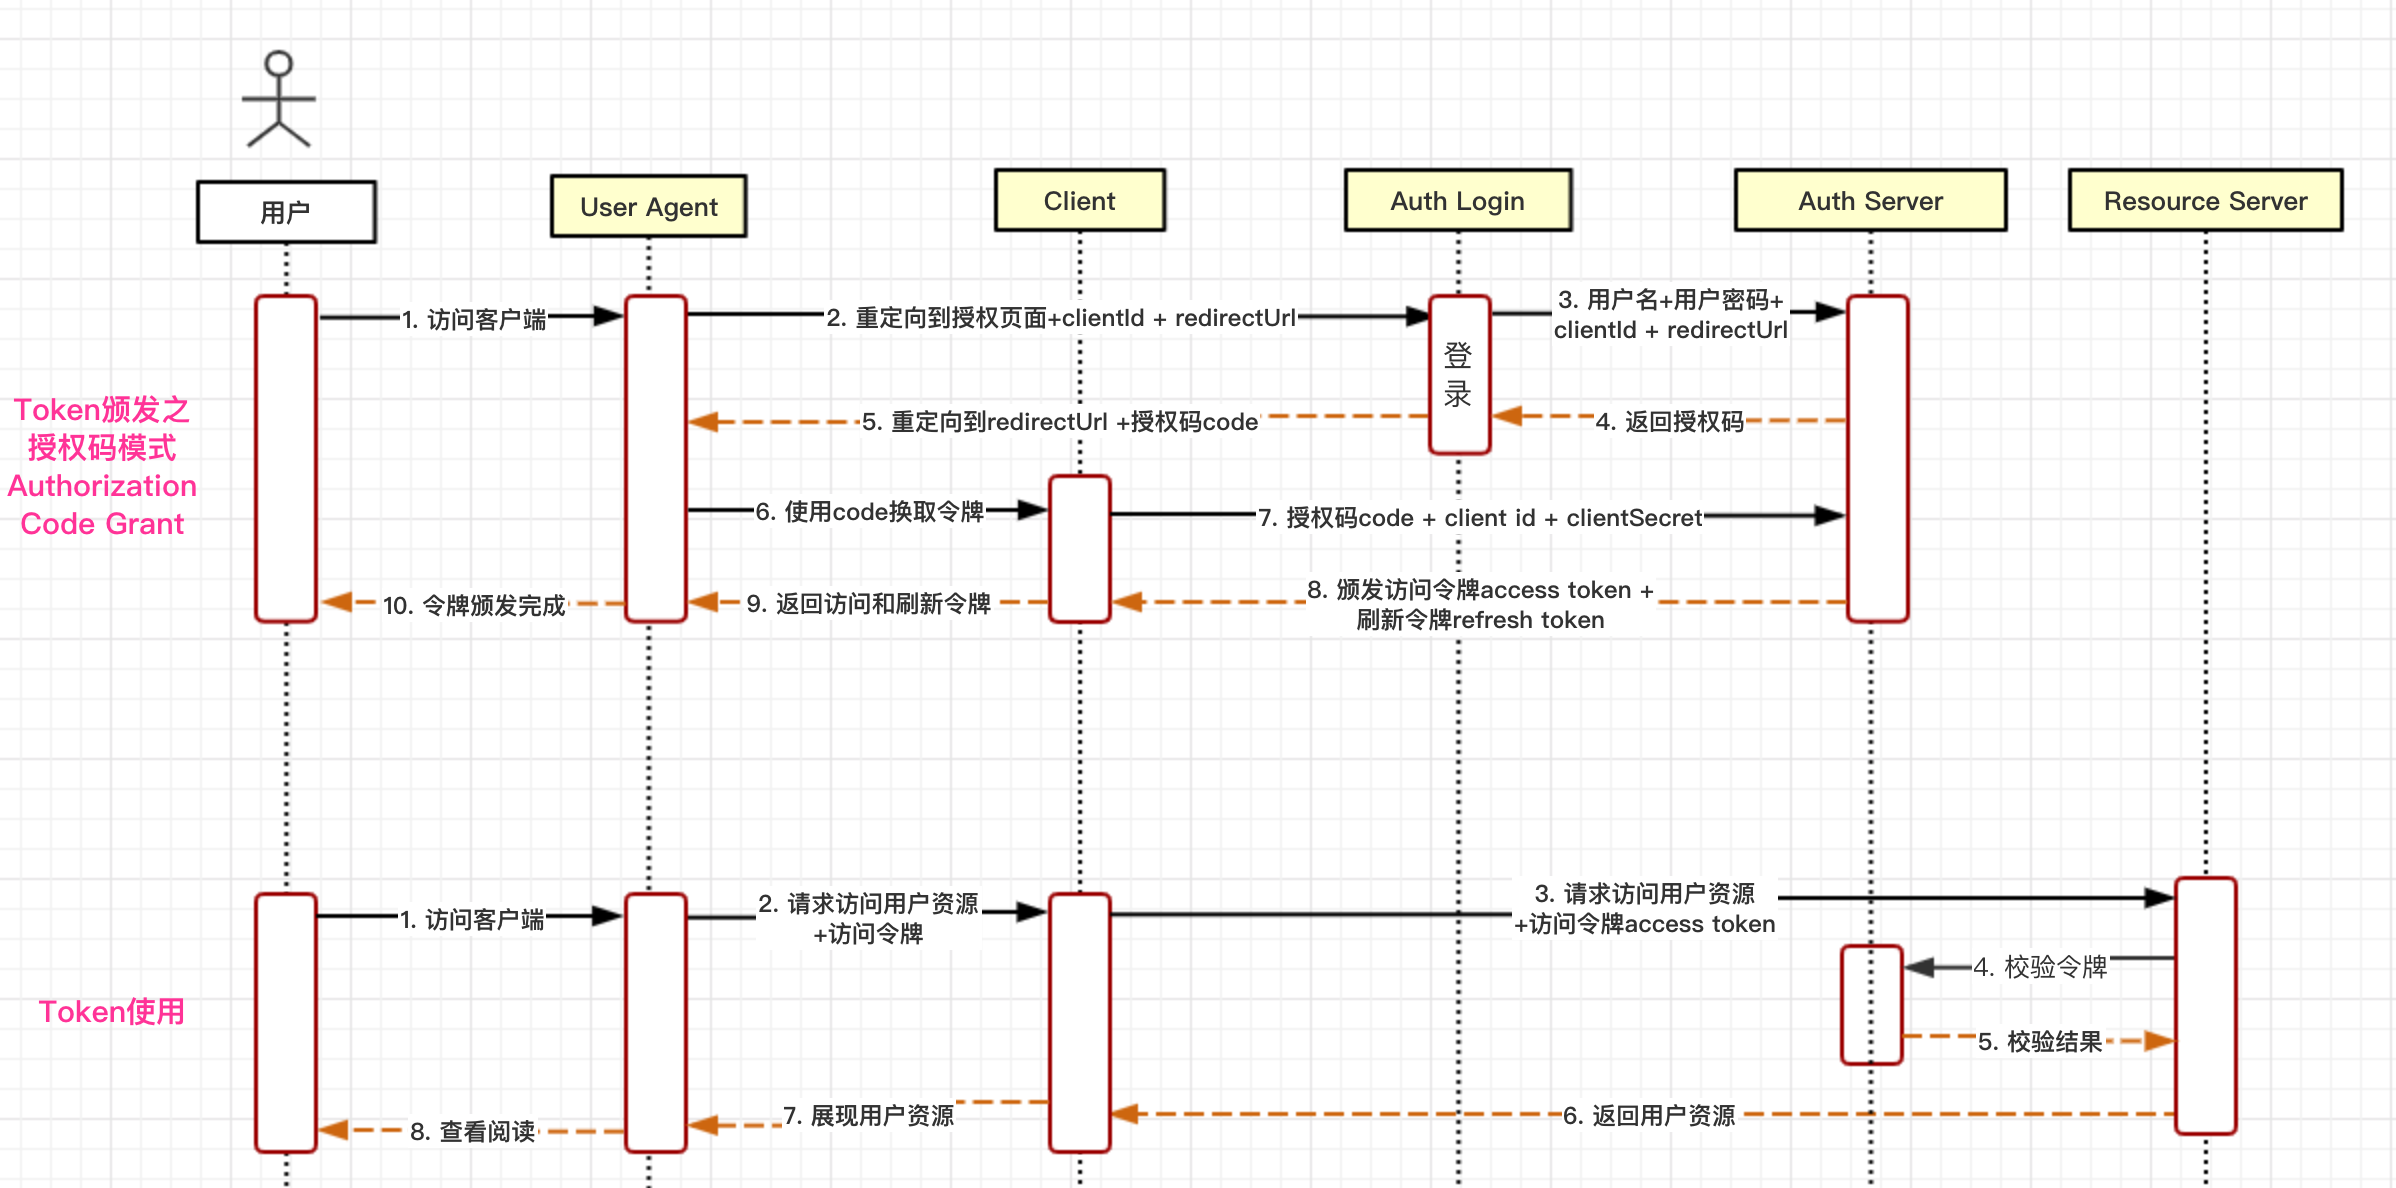 用户
User Agent
Client
Auth Login
Auth Server
Resource Server
Token颁发之
授权码模式
Authorization
Code Grant
1. 访问客户端
2. 重定向到授权页面+clientId + redirectUrl
登
录
3. 用户名+用户密码+
clientId + redirectUrl
4. 返回授权码
5. 重定向到redirectUrl +授权码code
6. 使用code换取令牌
7. 授权码code + client id + clientSecret
8. 颁发访问令牌access token +
刷新令牌refresh token
9. 返回访问和刷新令牌
10. 令牌颁发完成
Token使用
1. 访问客户端
2. 请求访问用户资源
+访问令牌
3. 请求访问用户资源
+访问令牌access token
4. 校验令牌
5. 校验结果
6. 返回用户资源
7. 展现用户资源
8. 查看阅读